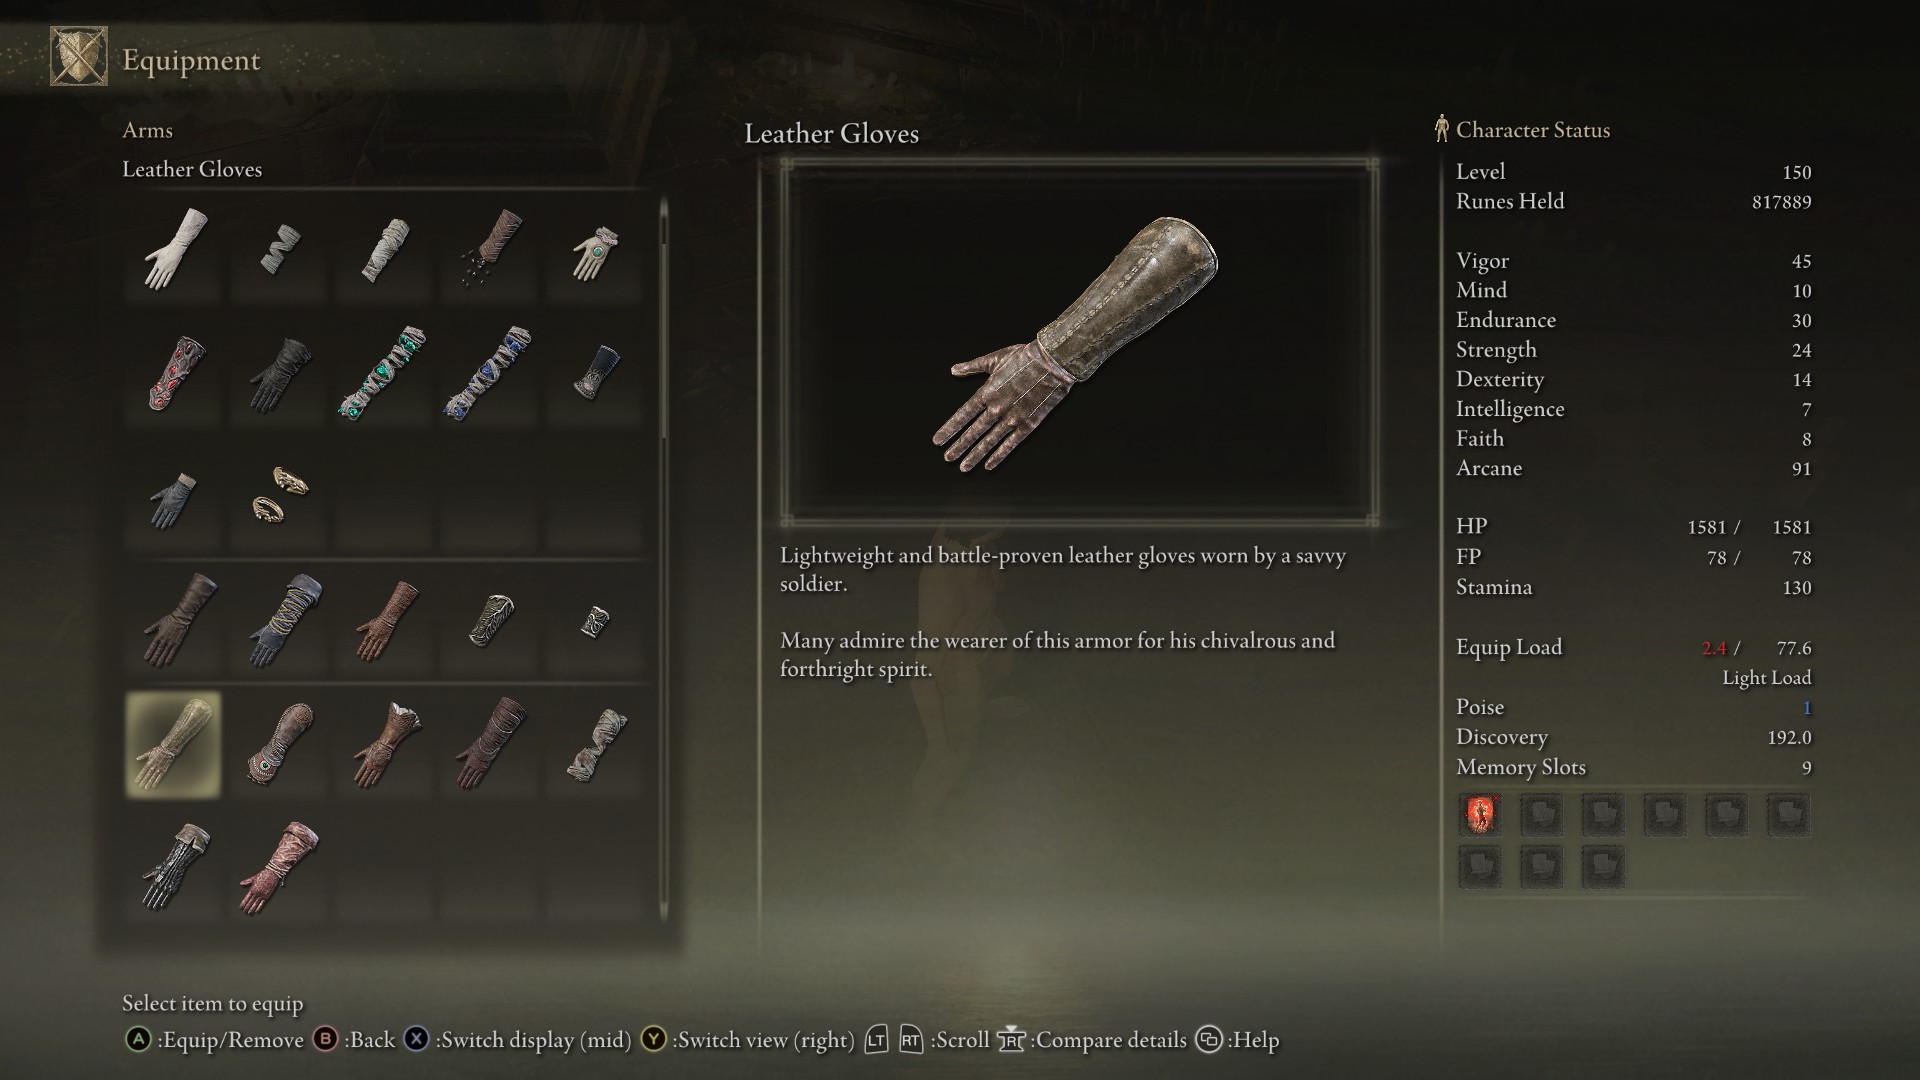 Equipment
Arms
Leather Gloves
Leather Gloves
Lightweight and battle-proven leather gloves worn by a savvy
soldier.
Many admire the wearer of this armor for his chivalrous and
forthright spirit.
Character Status
Level 150
Runes Held 817889
Vigor 45
Mind 10
Endurance 30
Strength 24
Dexterity 14
Intelligence 7
Faith 8
Arcane 91
HP 1581 / 1581
FP 78 / 78
Stamina 130
Equip Load 2.4 / 77.6
Light Load
Poise 1
Discovery 192.0
Memory Slots 9
Select item to equip
A :Equip/Remove B :Back X :Switch display (mid) Y :Switch view (right) LT RT :Scroll R :Compare details :Help